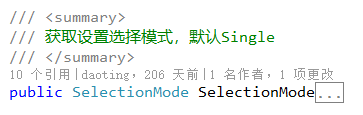 /// <summary>
/// 获取设置选择模式，默认Single
/// </summary>
10 个引用|daoting，206 天前|1 名作者，1 项更改
public SelectionMode SelectionMode...